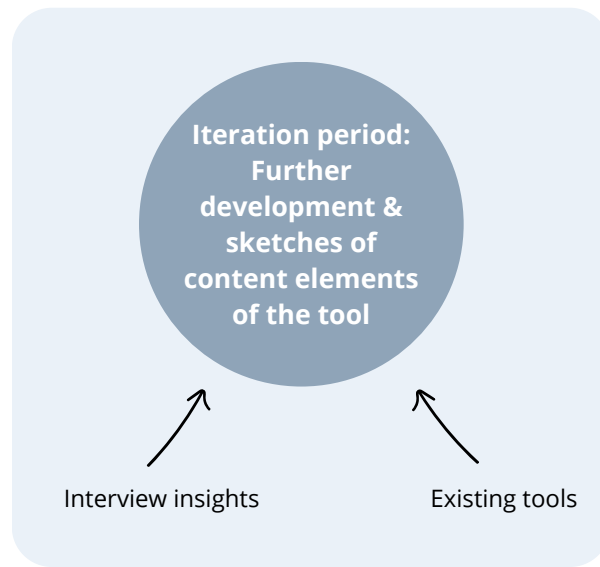 Iteration period:
Further
development &
sketches of
content elements
of the tool
Interview insights
Existing tools